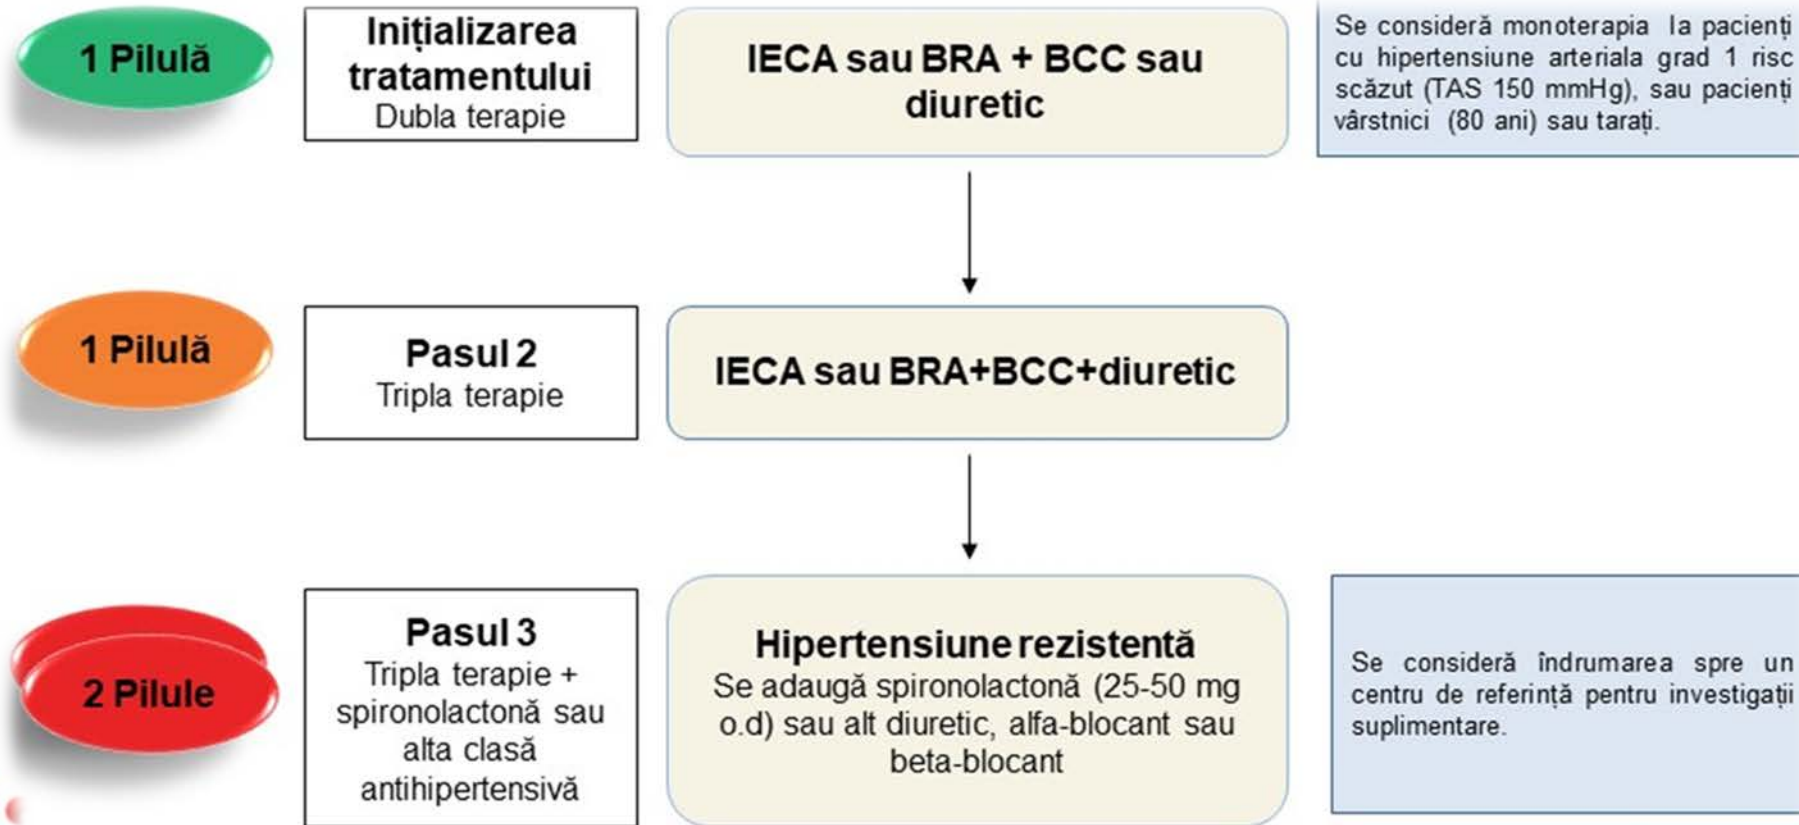 1 Pilulă
Inițializarea
tratamentului
Dubla terapie
IECA sau BRA + BCC sau
diuretic
Se consideră monoterapia la pacienți
cu hipertensiune arteriala grad 1 risc
scăzut (TAS 150 mmHg), sau pacienți
vârstnici (80 ani) sau tarați.
1 Pilulă
Pasul 2
Tripla terapie
IECA sau BRA+BCC+diuretic
2 Pilule
Pasul 3
Tripla terapie +
spironolactonă sau
alta clasă
antihipertensivă
Hipertensiune rezistentă
Se adaugă spironolactonă (25-50 mg
o.d) sau alt diuretic, alfa-blocant sau
beta-blocant
Se consideră îndrumarea spre un
centru de referință pentru investigații
suplimentare.